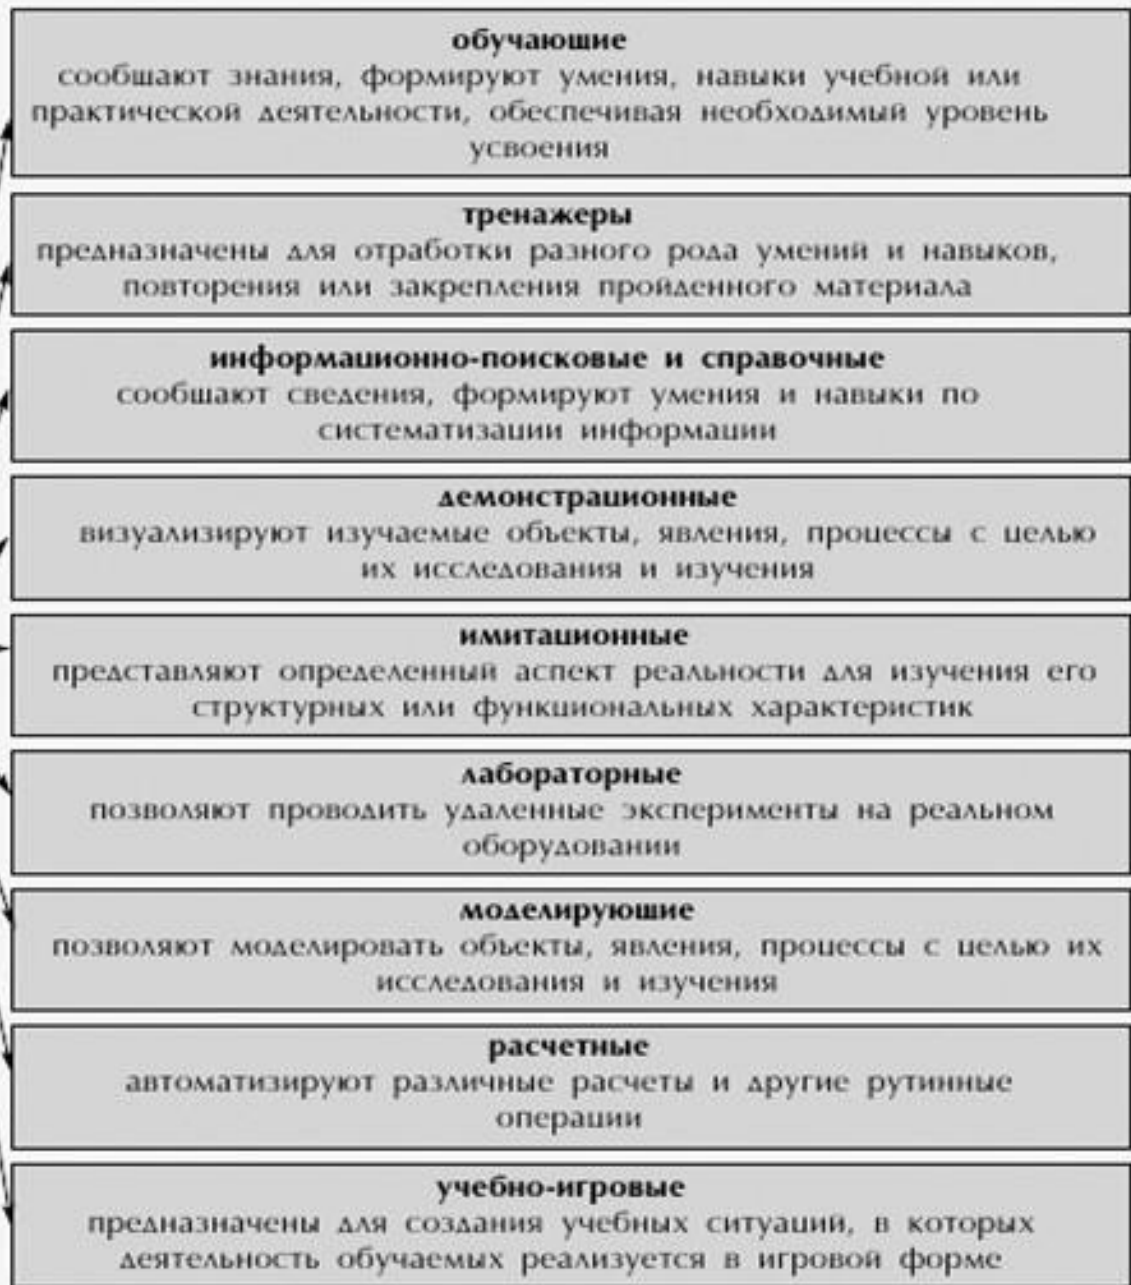 обучающие
сообщают знания, формируют умения, навыки учебной или
практической деятельности, обеспечивая необходимый уровень
усвоения
тренажеры
предназначены для отработки разного рода умений и навыков,
повторения или закрепления пройденного материала
информационно-поисковые и справочные
сообщают сведения, формируют умения и навыки по
систематизации информации
демонстрационные
визуализируют изучаемые объекты, явления, процессы с целью
их исследования и изучения
имитационные
представляют определенный аспект реальности для изучения его
структурных или функциональных характеристик
лабораторные
позволяют проводить удаленные эксперименты на реальном
оборудовании
моделирующие
позволяют моделировать объекты, явления, процессы с целью их
исследования и изучения
расчетные
автоматизируют различные расчеты и другие рутинные
операции
учебно-игровые
предназначены для создания учебных ситуаций, в которых
деятельность обучаемых реализуется в игровой форме